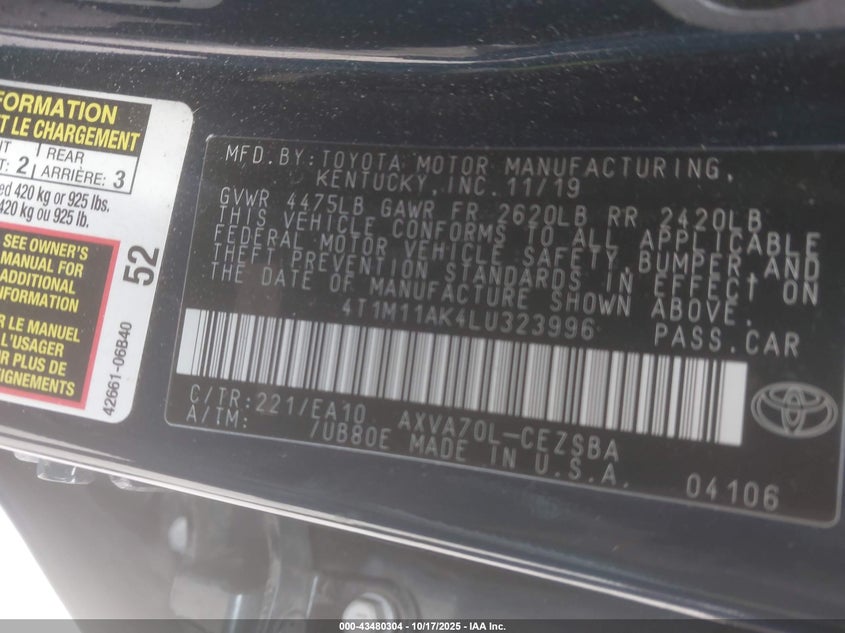 FORMATION
T LE CHARGEMENT
NT
T: 2
REAR
ARRIÈRE: 3
ed 420 kg or 925 lbs.
420 kg ou 925 lb.
SEE OWNER'S
MANUAL FOR
ADDITIONAL
INFORMATION
R LE MANUEL
L'USAGER
UR PLUS DE
EIGNEMENTS
52
42661-06B40
MFD.BY:TOYOTA MOTOR MANUFACTURING,
KENTUCKY,INC.11/19
GVWR 4475LB GAWR FR 2620LB RR 2420LB
THIS VEHICLE CONFORMS TO ALL APPLICABLE
FEDERAL MOTOR VEHICLE SAFETY,BUMPER,AND
THEFT PREVENTION STANDARDS IN EFFECT ON
THE DATE OF MANUFACTURE SHOWN ABOVE.
4T1M11AK4LU323996 PASS.CAR
C/TR:221/EA10 AXVA70L-CEZSBA
A/TM: /UB80E MADE IN U.S.A.
04106
000-43480304 | 10/17/2025 | IAA Inc.